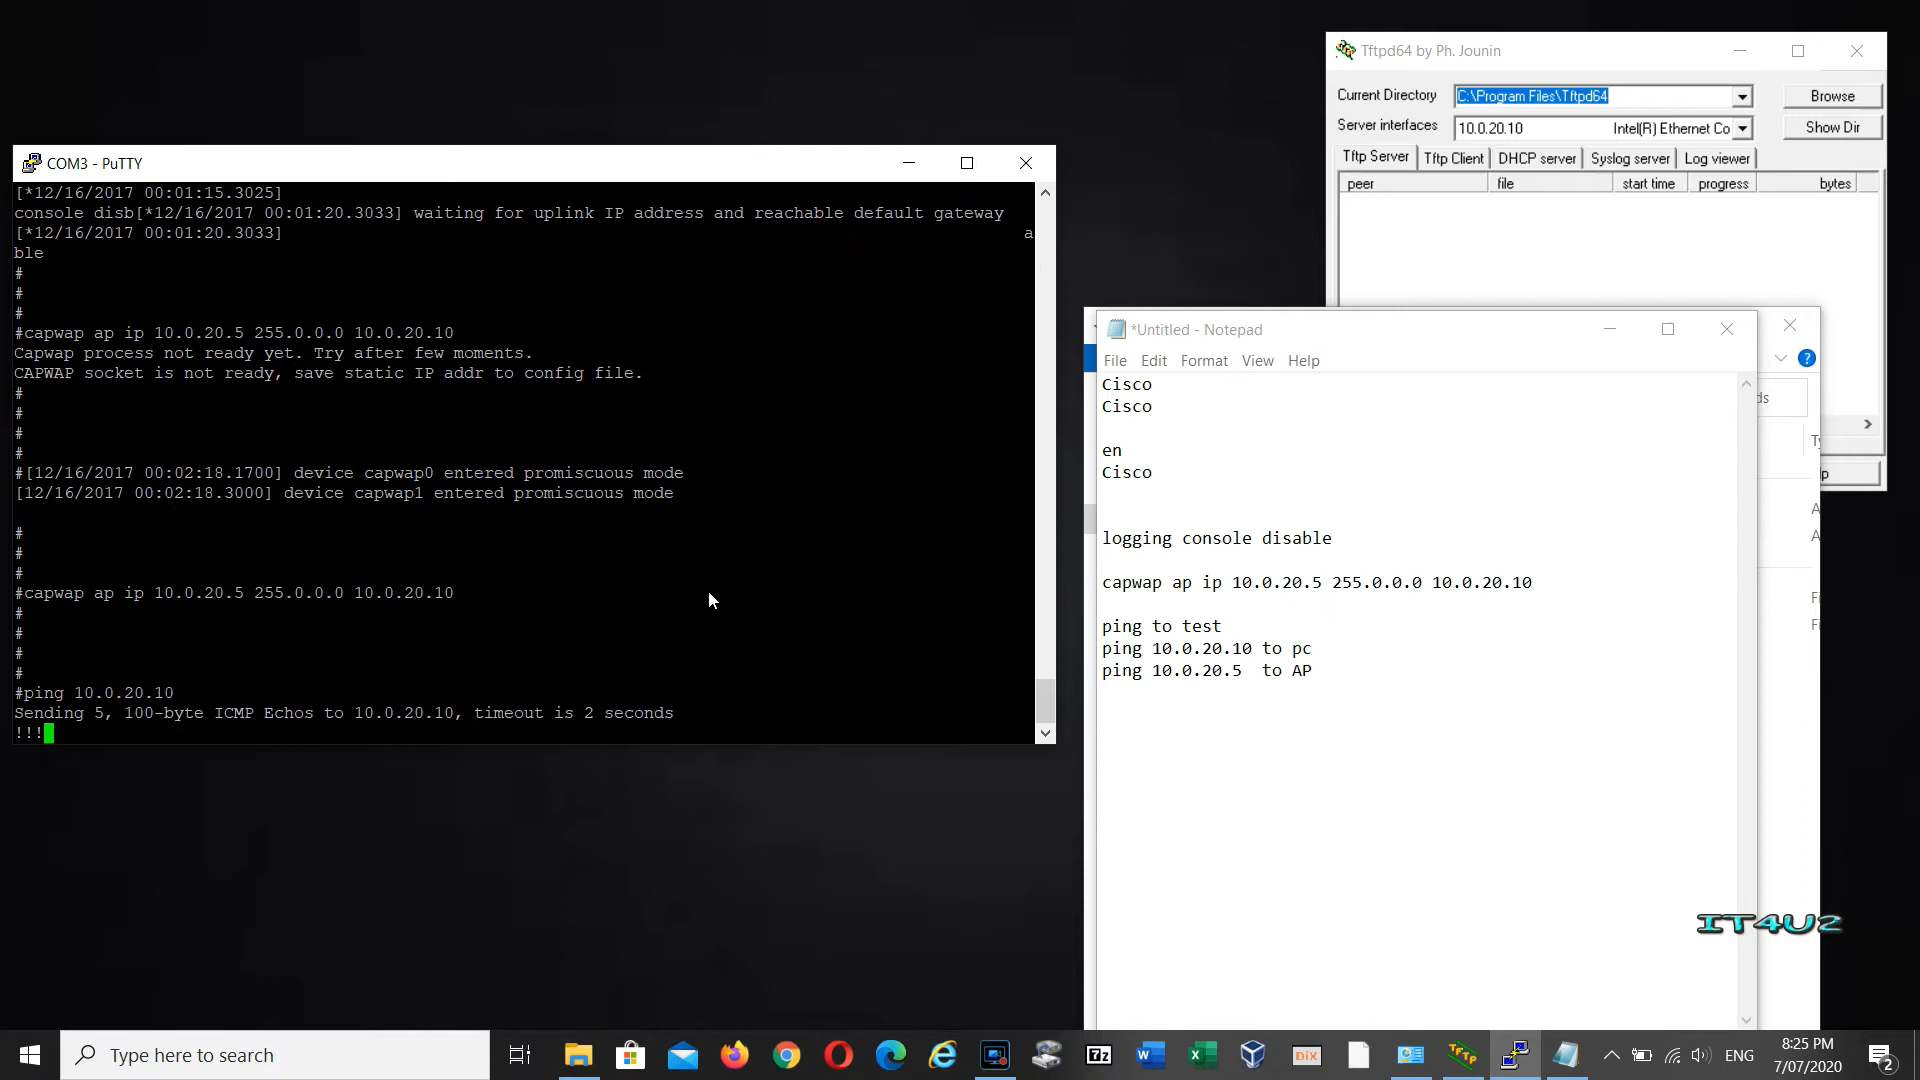 COM3 - PuTTY
[*12/16/2017 00:01:15.3025]
console disb[*12/16/2017 00:01:20.3033] waiting for uplink IP address and reachable default gateway
[*12/16/2017 00:01:20.3033] a
ble
#
#
#
#capwap ap ip 10.0.20.5 255.0.0.0 10.0.20.10
Capwap process not ready yet. Try after few moments.
CAPWAP socket is not ready, save static IP addr to config file.
#
#
#
#
#[12/16/2017 00:02:18.1700] device capwap0 entered promiscuous mode
[12/16/2017 00:02:18.3000] device capwap1 entered promiscuous mode
#
#
#
#capwap ap ip 10.0.20.5 255.0.0.0 10.0.20.10
#
#
#
#
#ping 10.0.20.10
Sending 5, 100-byte ICMP Echos to 10.0.20.10, timeout is 2 seconds
!!!
Tftpd64 by Ph. Jounin
Current Directory C:\Program Files\Tftpd64 Browse
Server interfaces 10.0.20.10 Intel(R) Ethernet Co Show Dir
Tftp Server Tftp Client DHCP server Syslog server Log viewer
peer file start time progress bytes
*Untitled - Notepad
File Edit Format View Help
Cisco
Cisco
en
Cisco
logging console disable
capwap ap ip 10.0.20.5 255.0.0.0 10.0.20.10
ping to test
ping 10.0.20.10 to pc
ping 10.0.20.5 to AP
IT4U2
Type here to search
7z
DiX
TFTP
ENG
8:25 PM
7/07/2020
2